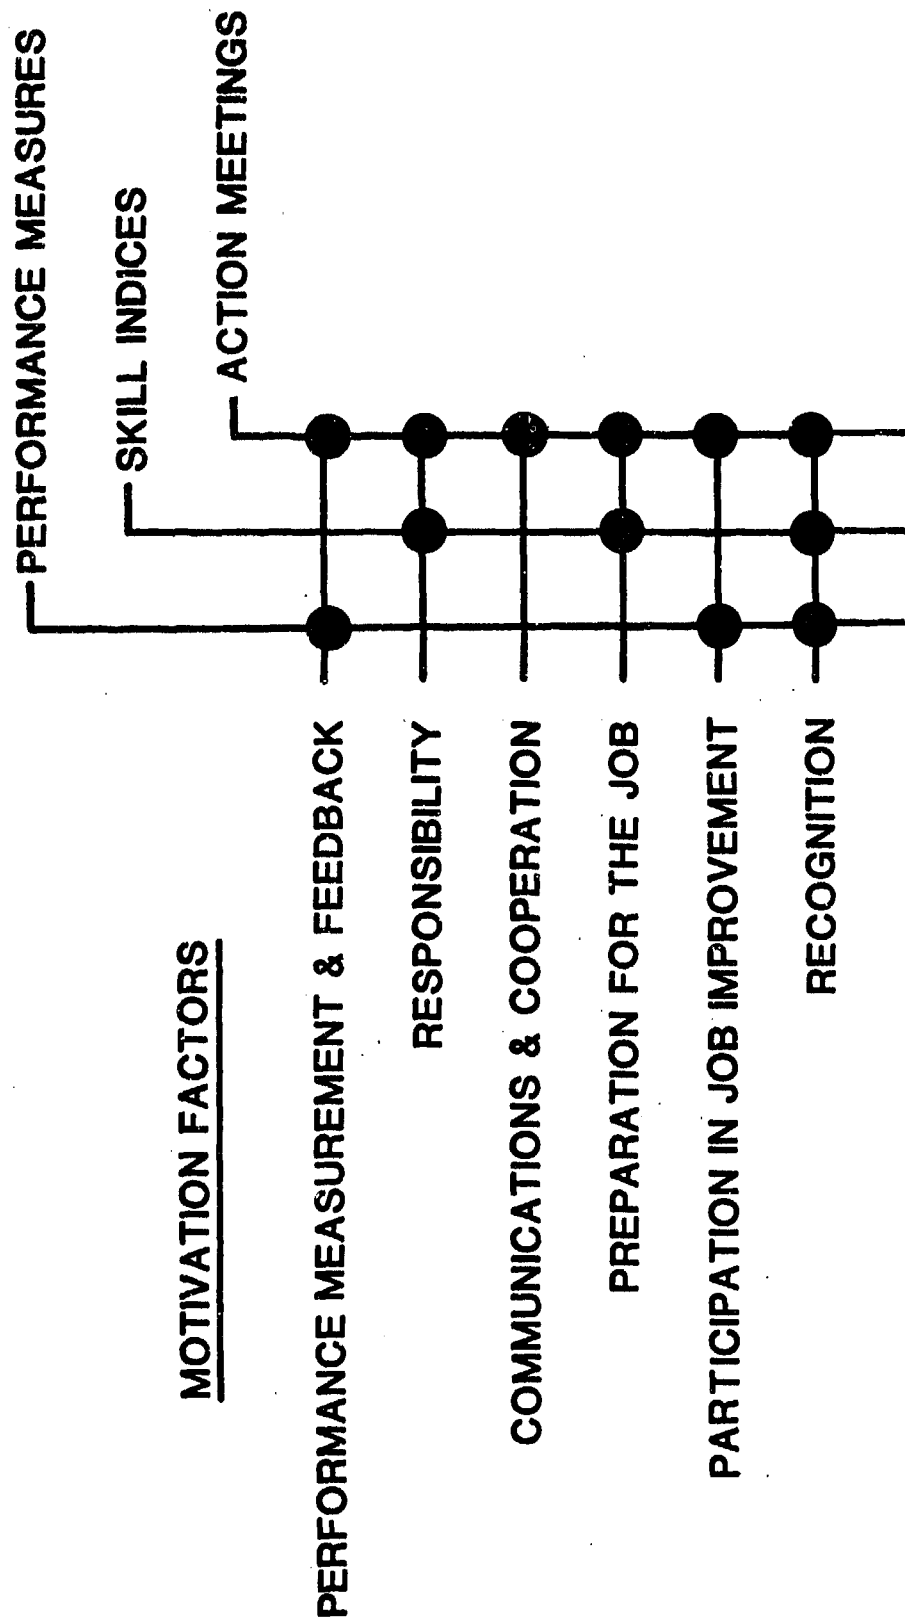 PERFORMANCE MEASURES
SKILL INDICES
ACTION MEETINGS
MOTIVATION FACTORS
PERFORMANCE MEASUREMENT & FEEDBACK
RESPONSIBILITY
COMMUNICATIONS & COOPERATION
PREPARATION FOR THE JOB
PARTICIPATION IN JOB IMPROVEMENT
RECOGNITION